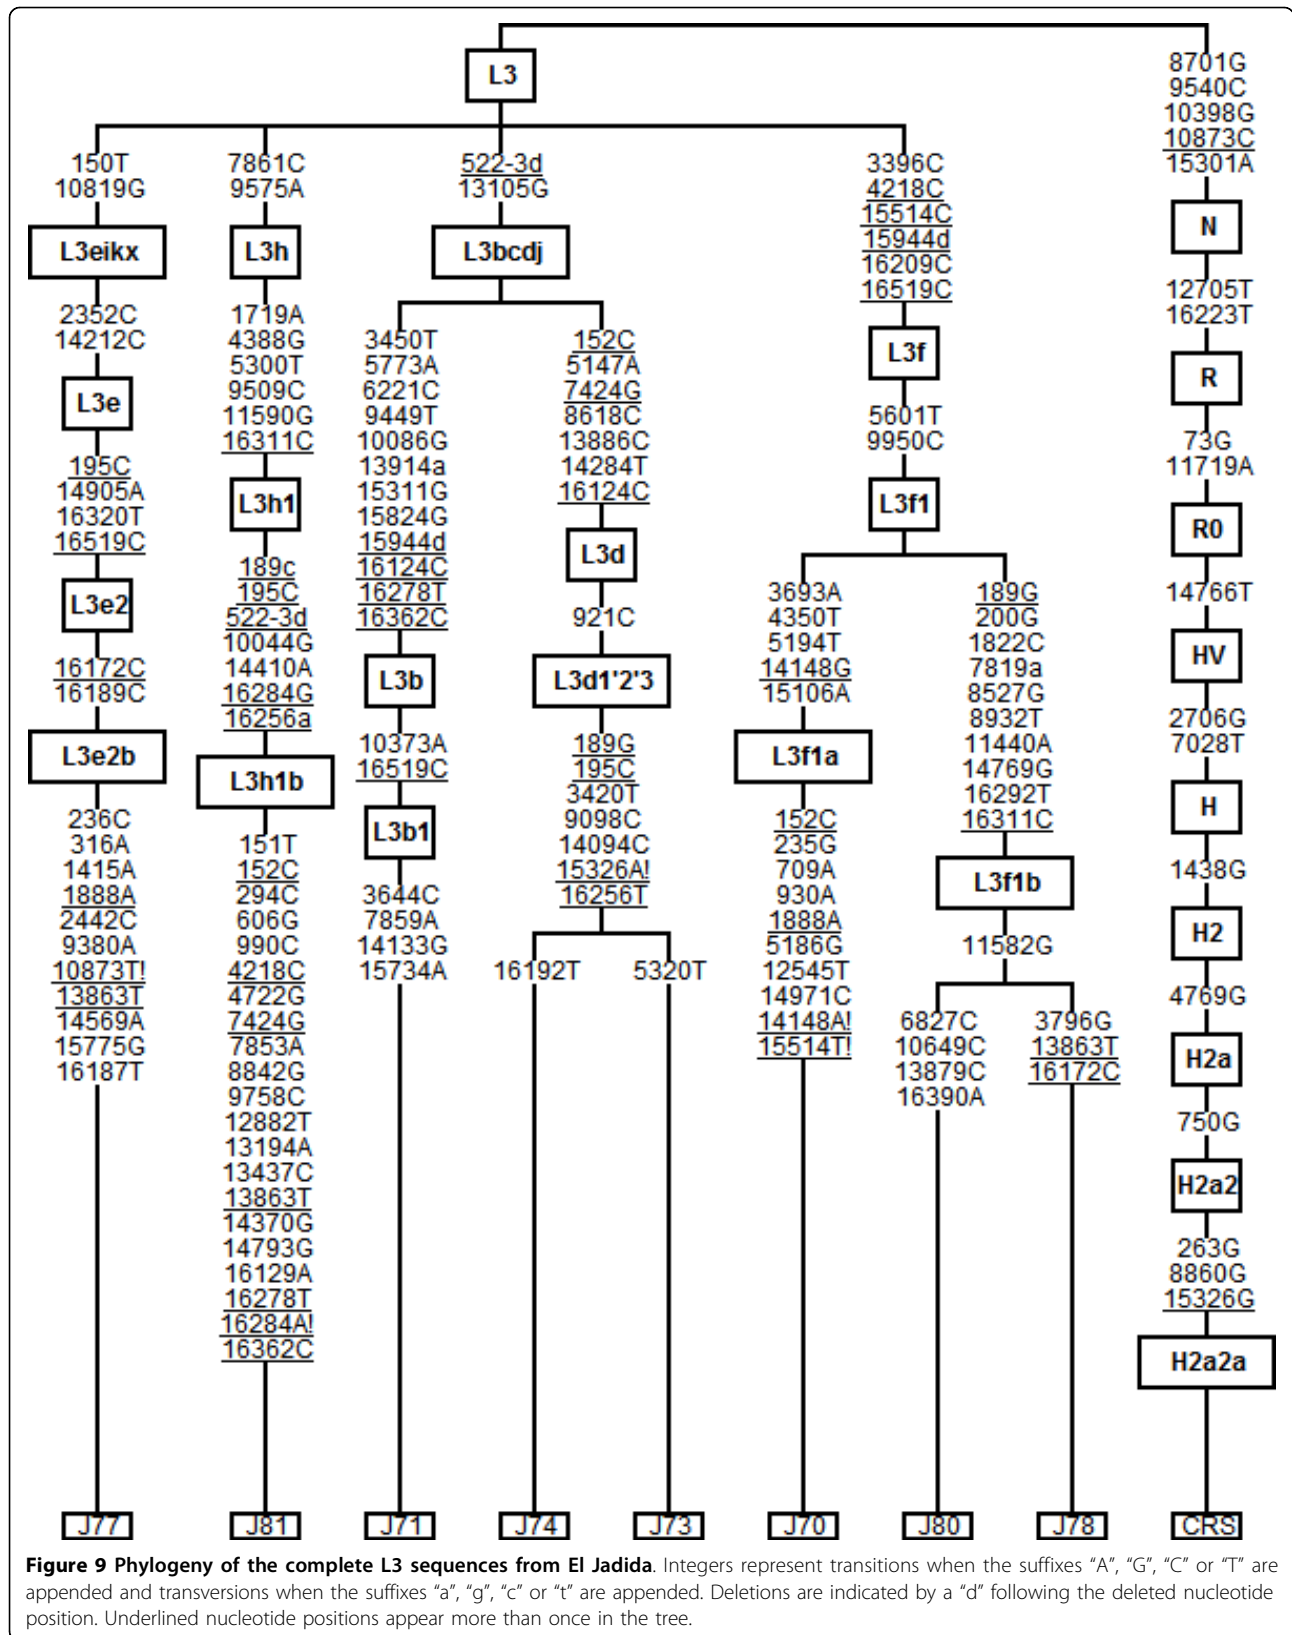 L3
150T
10819G
L3eikx
2352C
14212C
L3e
195C
14905A
16320T
16519C
L3e2
16172C
16189C
L3e2b
236C
316A
1415A
1888A
2442C
9380A
10873T!
13863T
14569A
15775G
16187T
J77
7861C
9575A
L3h
1719A
4388G
5300T
9509C
11590G
16311C
L3h1
189c
195C
522-3d
10044G
14410A
16284G
16256a
L3h1b
151T
152C
294C
606G
990C
4218C
4722G
7424G
7853A
8842G
9758C
12882T
13194A
13437C
13863T
14370G
14793G
16129A
16278T
16284A!
16362C
J81
522-3d
13105G
L3bcdj
3450T
5773A
6221C
9449T
10086G
13914a
15311G
15824G
15944d
16124C
16278T
16362C
L3b
10373A
16519C
L3b1
3644C
7859A
14133G
15734A
J71
152C
5147A
7424G
8618C
13886C
14284T
16124C
L3d
921C
L3d1'2'3
189G
195C
3420T
9098C
14094C
15326A!
16256T
16192T
J74
5320T
J73
3396C
4218C
15514C
15944d
16209C
16519C
L3f
5601T
9950C
L3f1
3693A
4350T
5194T
14148G
15106A
L3f1a
152C
235G
709A
930A
1888A
5186G
12545T
14971C
14148A!
15514T!
J70
189G
200G
1822C
7819a
8527G
8932T
11440A
14769G
16292T
16311C
L3f1b
11582G
6827C
10649C
13879C
16390A
J80
3796G
13863T
16172C
J78
8701G
9540C
10398G
10873C
15301A
N
12705T
16223T
R
73G
11719A
R0
14766T
HV
2706G
7028T
H
1438G
H2
4769G
H2a
750G
H2a2
263G
8860G
15326G
H2a2a
CRS
Figure 9 Phylogeny of the complete L3 sequences from El Jadida. Integers represent transitions when the suffixes “A”, “G”, “C” or “T” are
appended and transversions when the suffixes “a”, “g”, “c” or “t” are appended. Deletions are indicated by a “d” following the deleted nucleotide
position. Underlined nucleotide positions appear more than once in the tree.